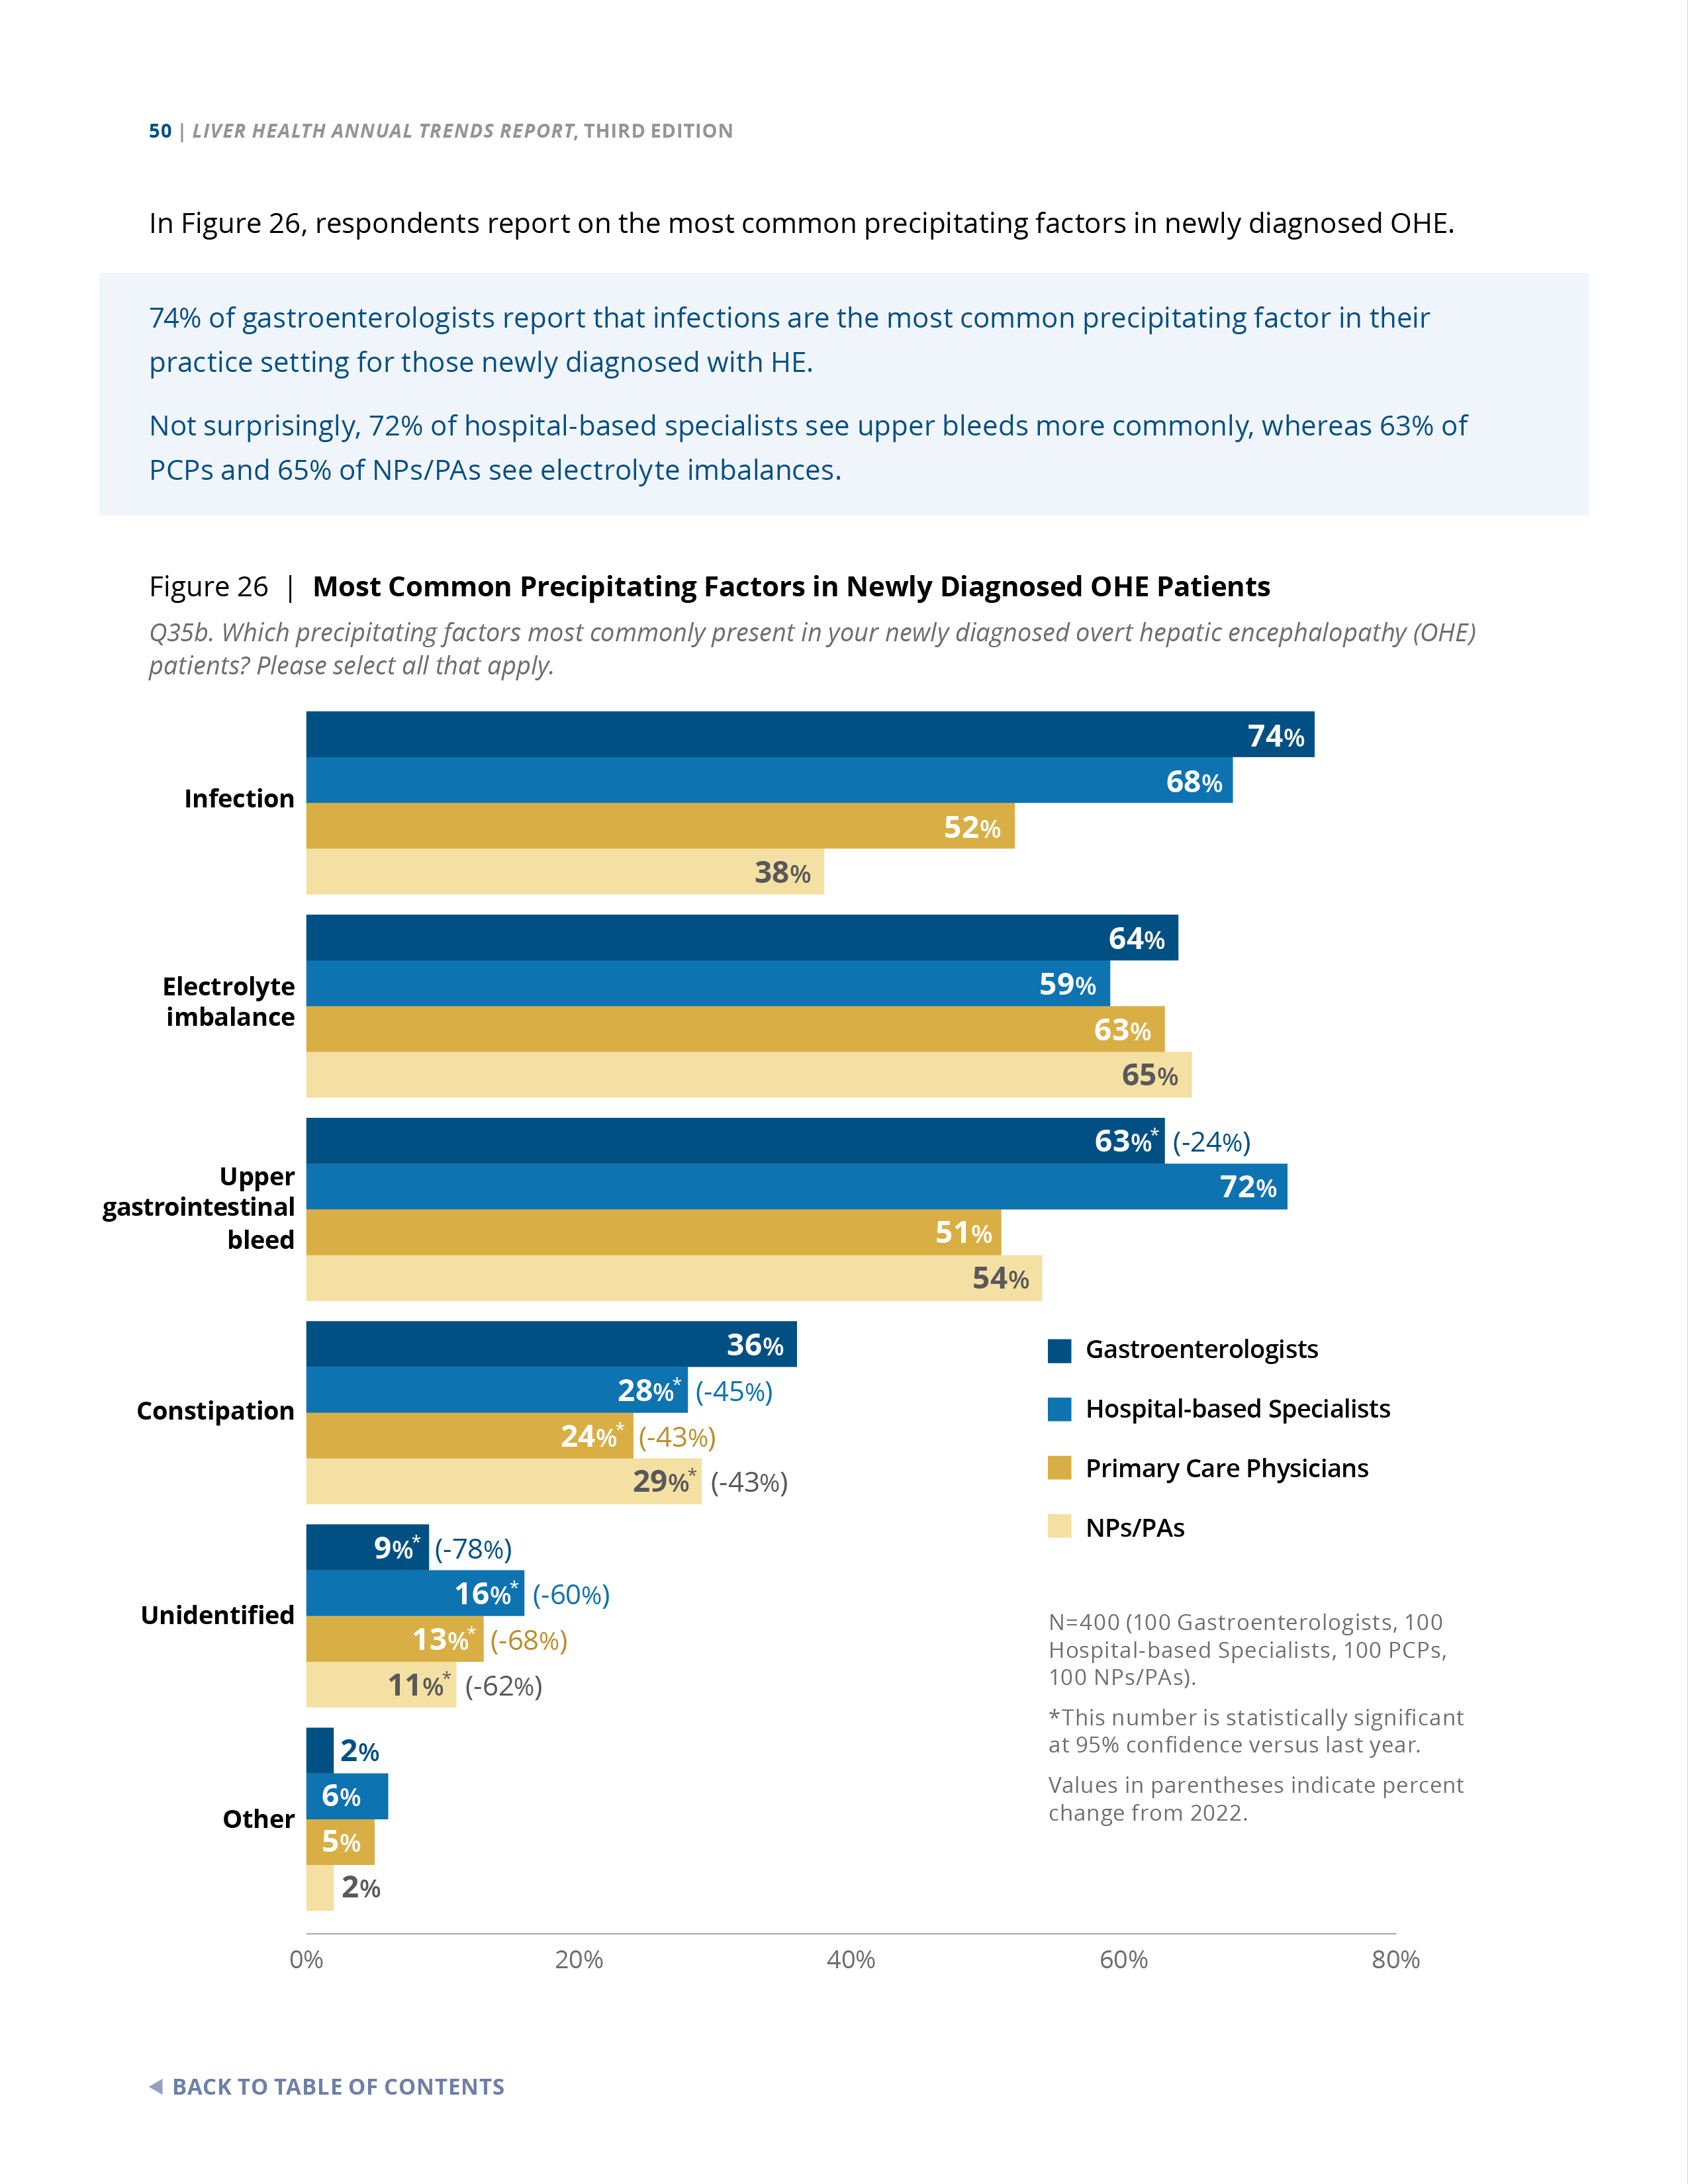 50 | LIVER HEALTH ANNUAL TRENDS REPORT, THIRD EDITION
In Figure 26, respondents report on the most common precipitating factors in newly diagnosed OHE.
74% of gastroenterologists report that infections are the most common precipitating factor in their
practice setting for those newly diagnosed with HE.
Not surprisingly, 72% of hospital-based specialists see upper bleeds more commonly, whereas 63% of
PCPs and 65% of NPs/PAs see electrolyte imbalances.
Figure 26 | Most Common Precipitating Factors in Newly Diagnosed OHE Patients
Q35b. Which precipitating factors most commonly present in your newly diagnosed overt hepatic encephalopathy (OHE)
patients? Please select all that apply.
Infection
74%
68%
52%
38%
Electrolyte
imbalance
64%
59%
63%
65%
Upper
gastrointestinal
bleed
63%* (-24%)
72%
51%
54%
Constipation
36%
28%* (-45%)
24%* (-43%)
29%* (-43%)
Unidentified
9%* (-78%)
16%* (-60%)
13%* (-68%)
11%* (-62%)
Other
2%
6%
5%
2%
0% 20% 40% 60% 80%
Gastroenterologists
Hospital-based Specialists
Primary Care Physicians
NPs/PAs
N=400 (100 Gastroenterologists, 100
Hospital-based Specialists, 100 PCPs,
100 NPs/PAs).
*This number is statistically significant
at 95% confidence versus last year.
Values in parentheses indicate percent
change from 2022.
BACK TO TABLE OF CONTENTS